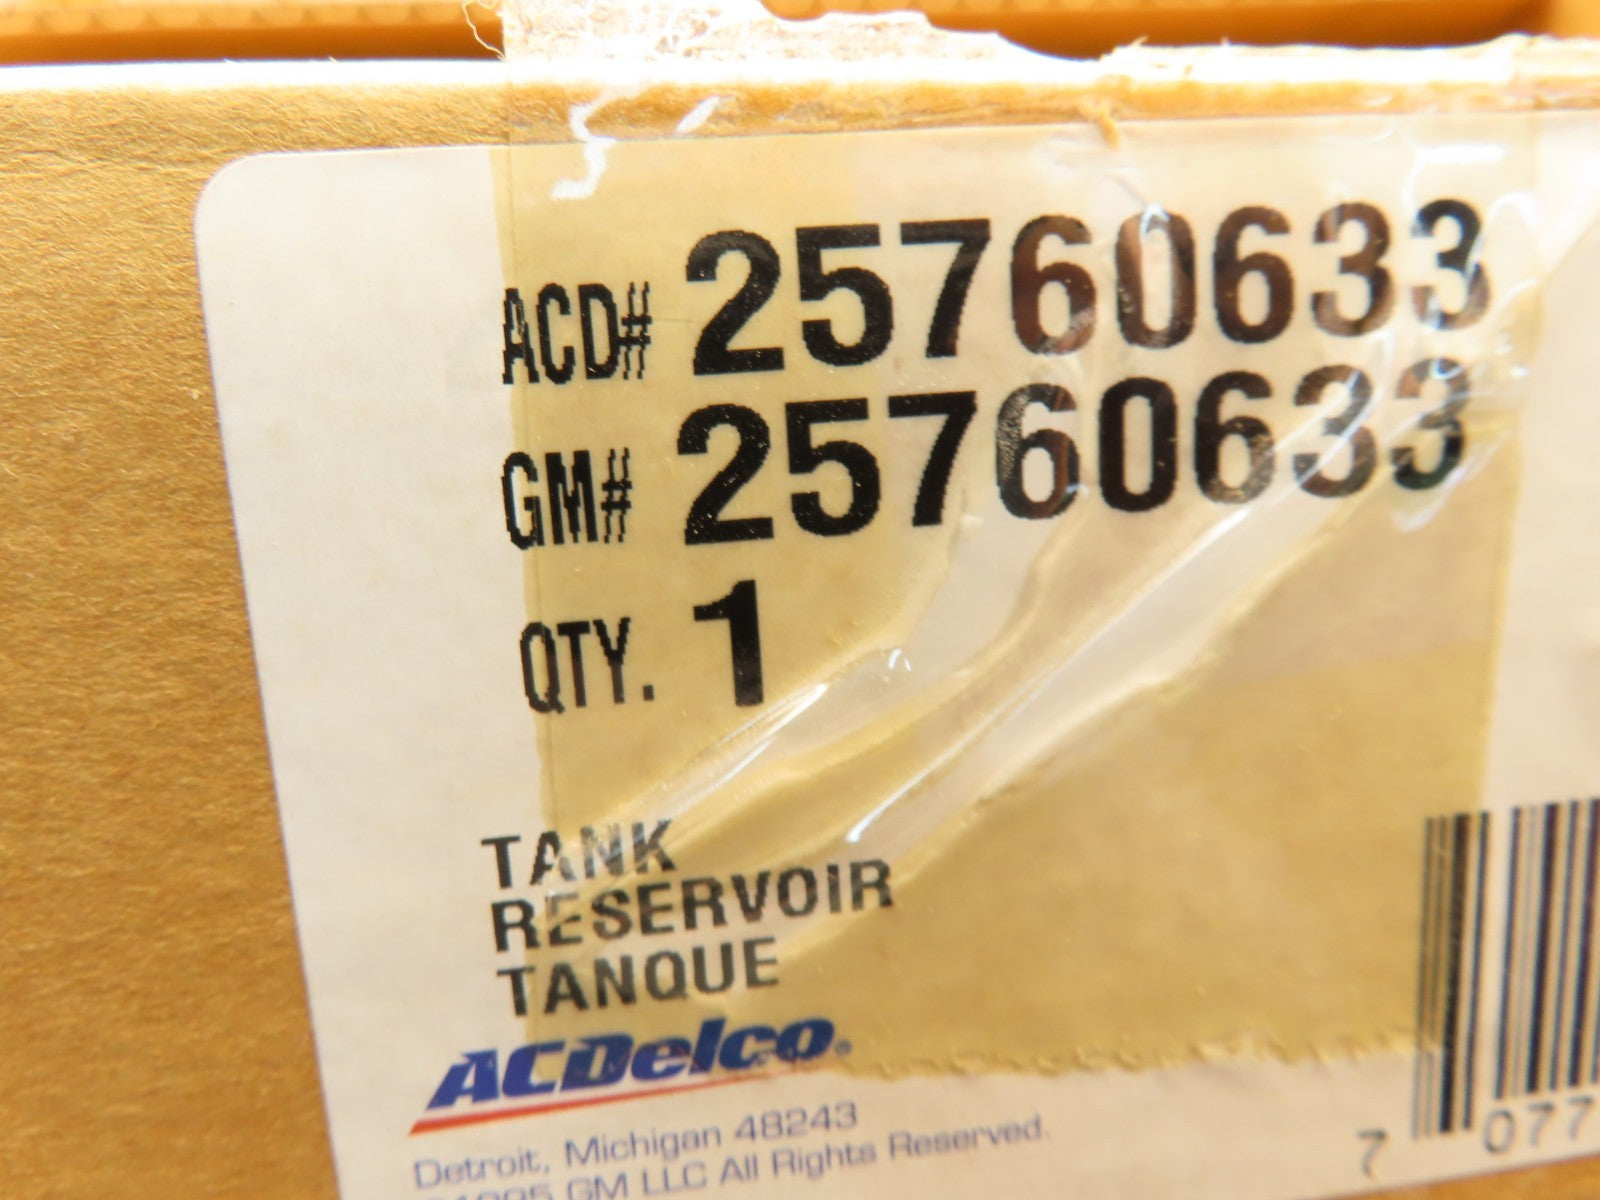 ACD# 25760633
GM# 25760633
QTY. 1
TANK
RESERVOIR
TANQUE
ACDelco®
Detroit, Michigan 48243
GM LLC All Rights Reserved.
7 077